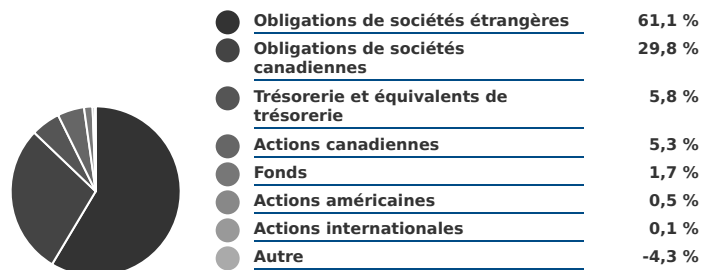 Obligations de sociétés étrangères 61,1 %
Obligations de sociétés 29,8 %
canadiennes
Trésorerie et équivalents de 5,8 %
trésorerie
Actions canadiennes 5,3 %
Fonds 1,7 %
Actions américaines 0,5 %
Actions internationales 0,1 %
Autre -4,3 %